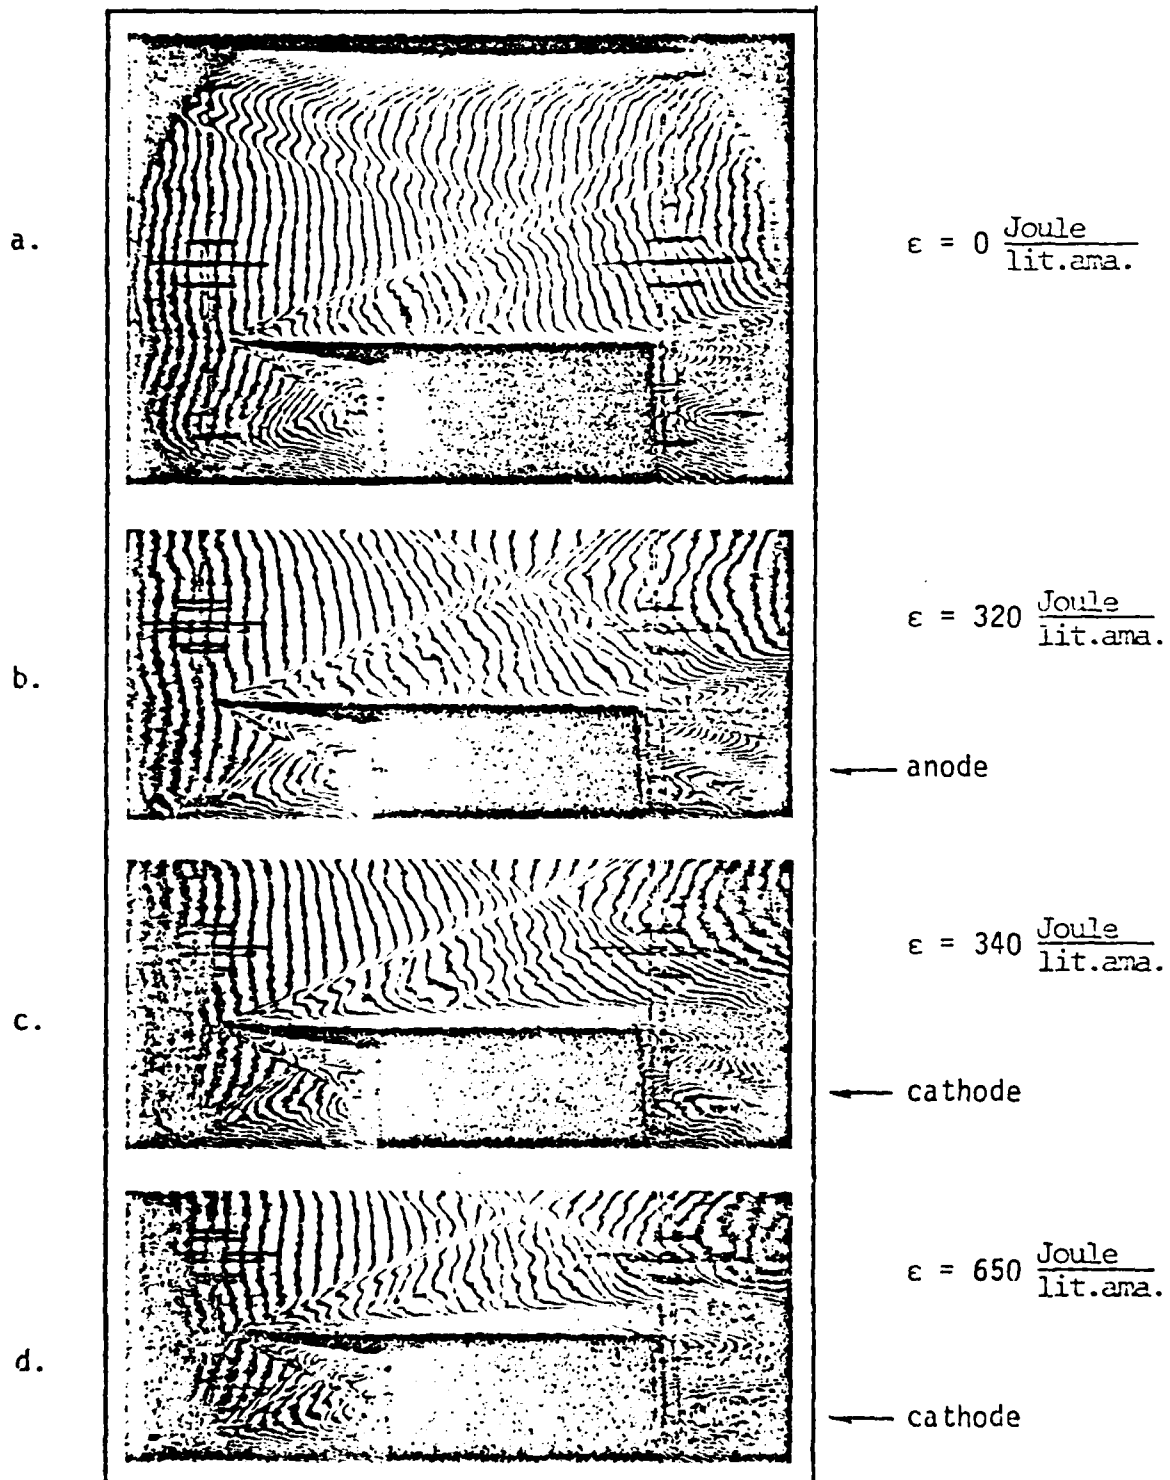 a.
ε = 0 Joule
lit.ama.
b.
ε = 320 Joule
lit.ama.
anode
c.
ε = 340 Joule
lit.ama.
cathode
d.
ε = 650 Joule
lit.ama.
cathode